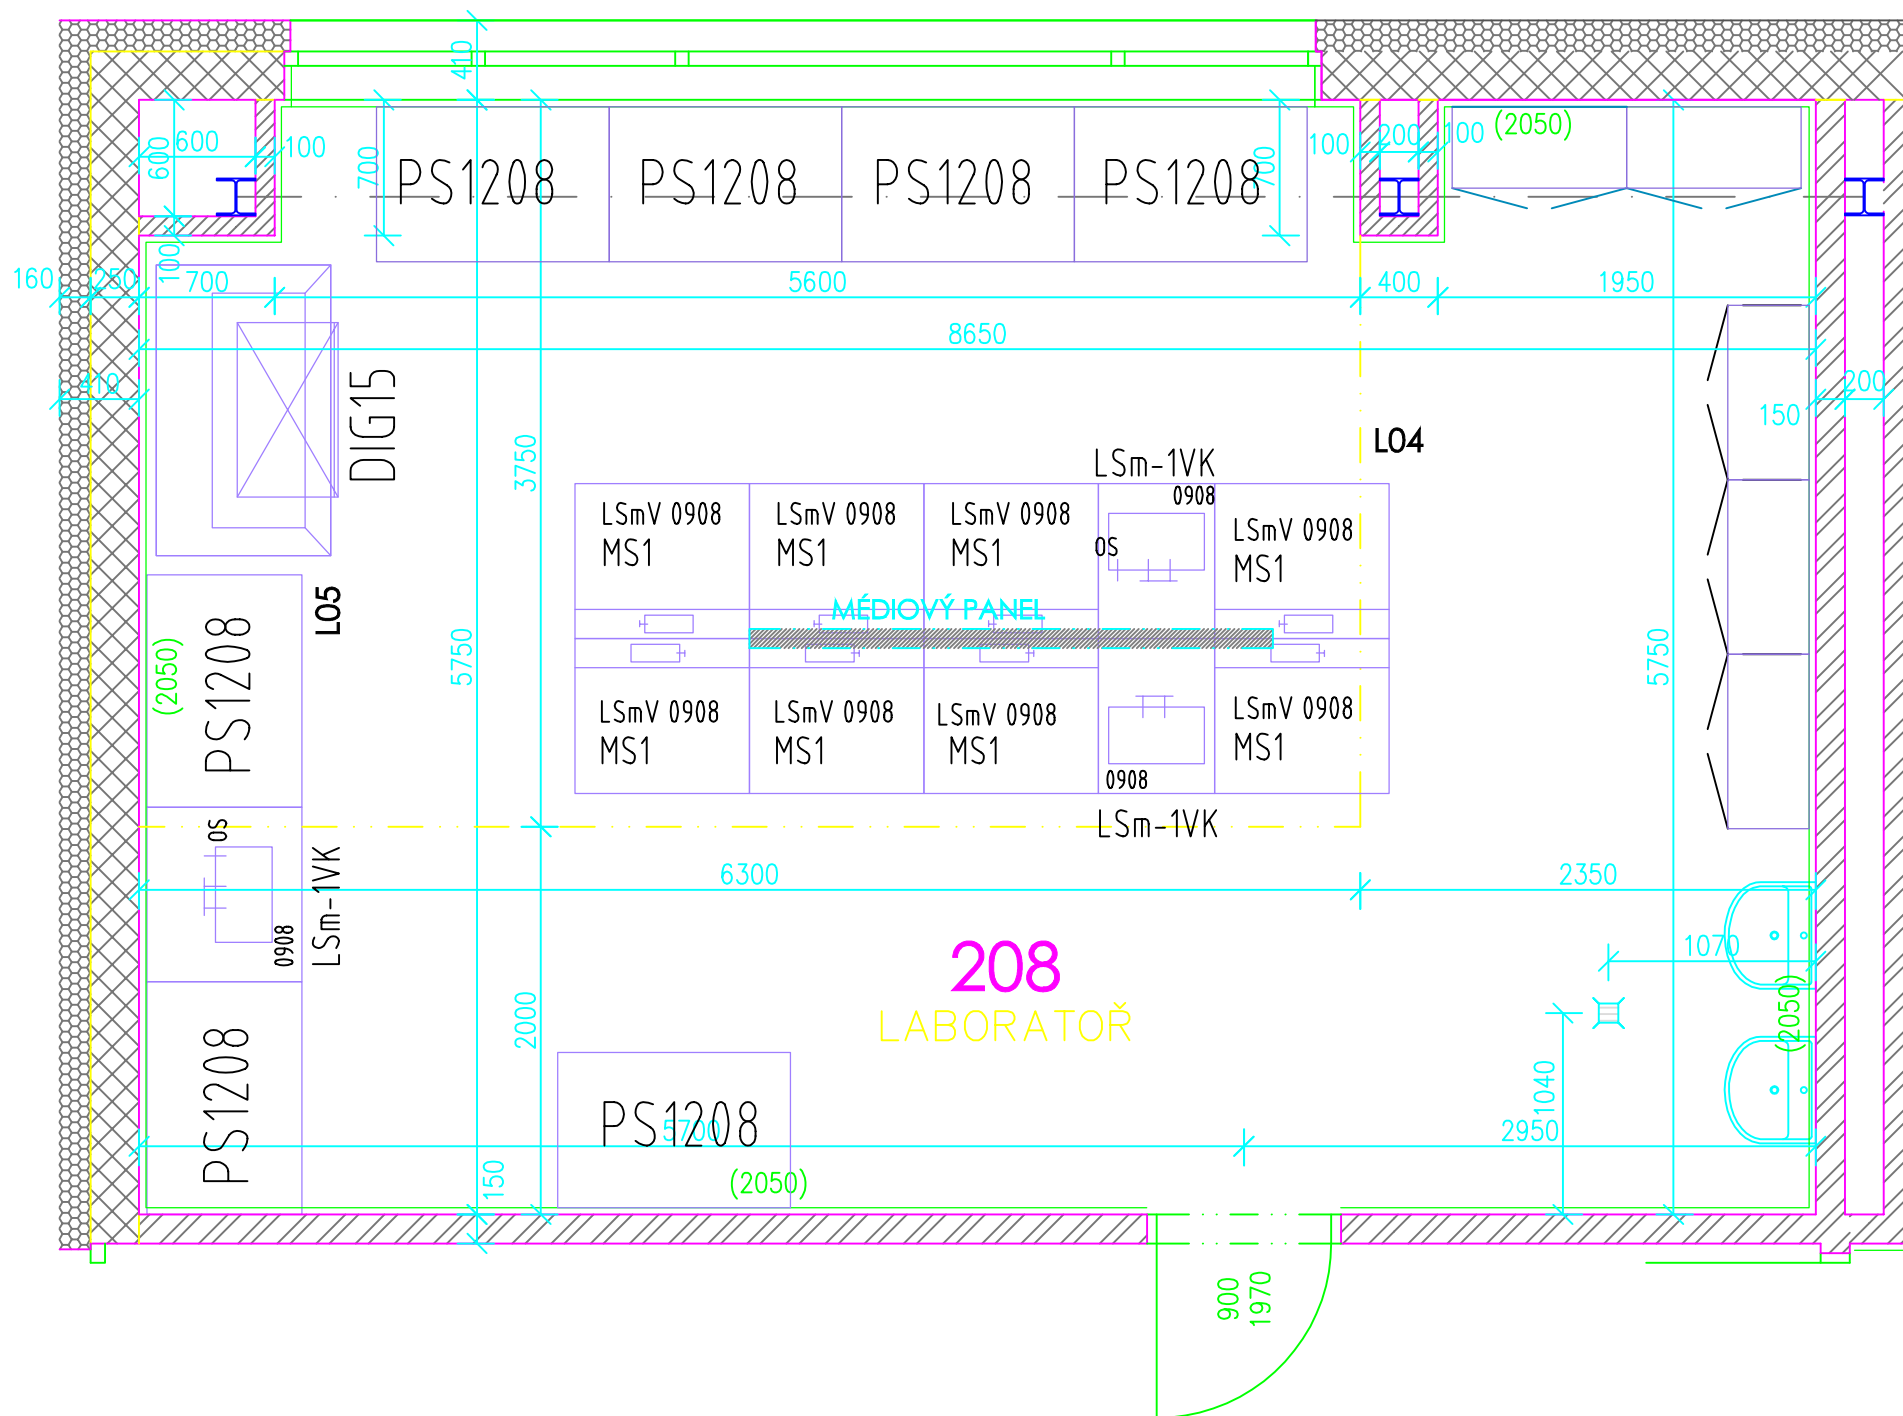 410
600
600
100
100
700
PS1208
PS1208
PS1208
PS1208
700
100
200
100
(2050)
160
250
700
5600
400
1950
8650
410
DIG15
3750
150
200
L04
LSm-1VK
0908
OS
LSmV 0908
MS1
LSmV 0908
MS1
LSmV 0908
MS1
LSmV 0908
MS1
MÉDIOVÝ PANEL
L05
(2050)
PS1208
5750
5750
LSmV 0908
MS1
LSmV 0908
MS1
LSmV 0908
MS1
LSmV 0908
MS1
0908
LSm-1VK
OS
0908
LSm-1VK
6300
2350
208
LABORATOŘ
1070
(2050)
2000
1040
PS1208
PS1208
5700
2950
150
(2050)
900
1970